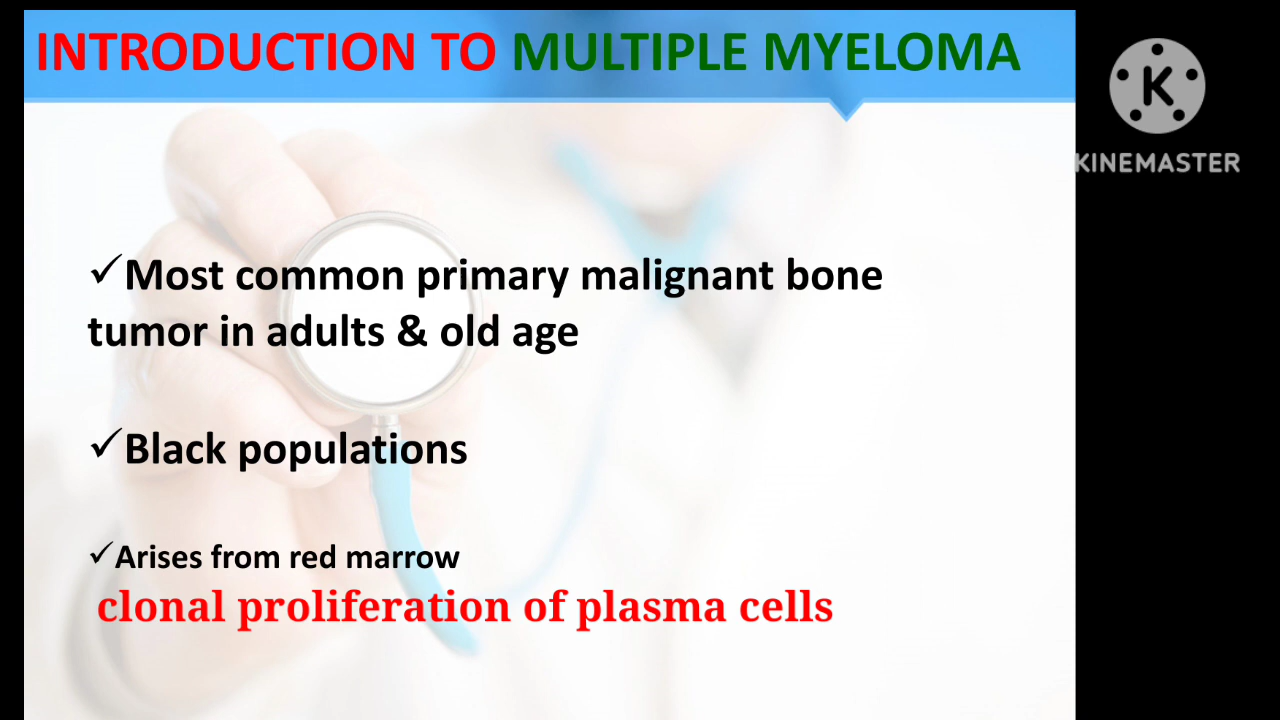 INTRODUCTION TO MULTIPLE MYELOMA
K
KINEMASTER
✓Most common primary malignant bone
tumor in adults & old age
✓Black populations
✓Arises from red marrow
clonal proliferation of plasma cells